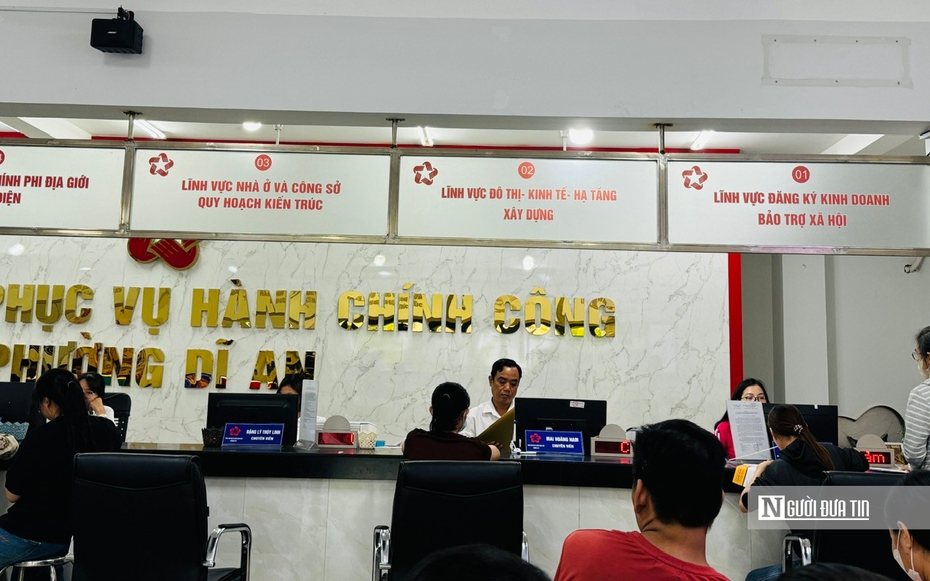 HÍNH PHI ĐỊA GIỚI
ĐIỆN
03
LĨNH VỰC NHÀ Ở VÀ CÔNG SỞ
QUY HOẠCH KIẾN TRÚC
02
LĨNH VỰC ĐÔ THỊ- KINH TẾ- HẠ TẦNG
XÂY DỰNG
01
LĨNH VỰC ĐĂNG KÝ KINH DOANH
BẢO TRỢ XÃ HỘI
PHỤC VỤ HÀNH CHÍNH CÔNG
PHƯỜNG DĨ AN
ĐẶNG LÝ THÙY LINH
CHUYÊN VIÊN
MAI HOÀNG NAM
CHUYÊN VIÊN
NGƯỜI ĐƯA TIN